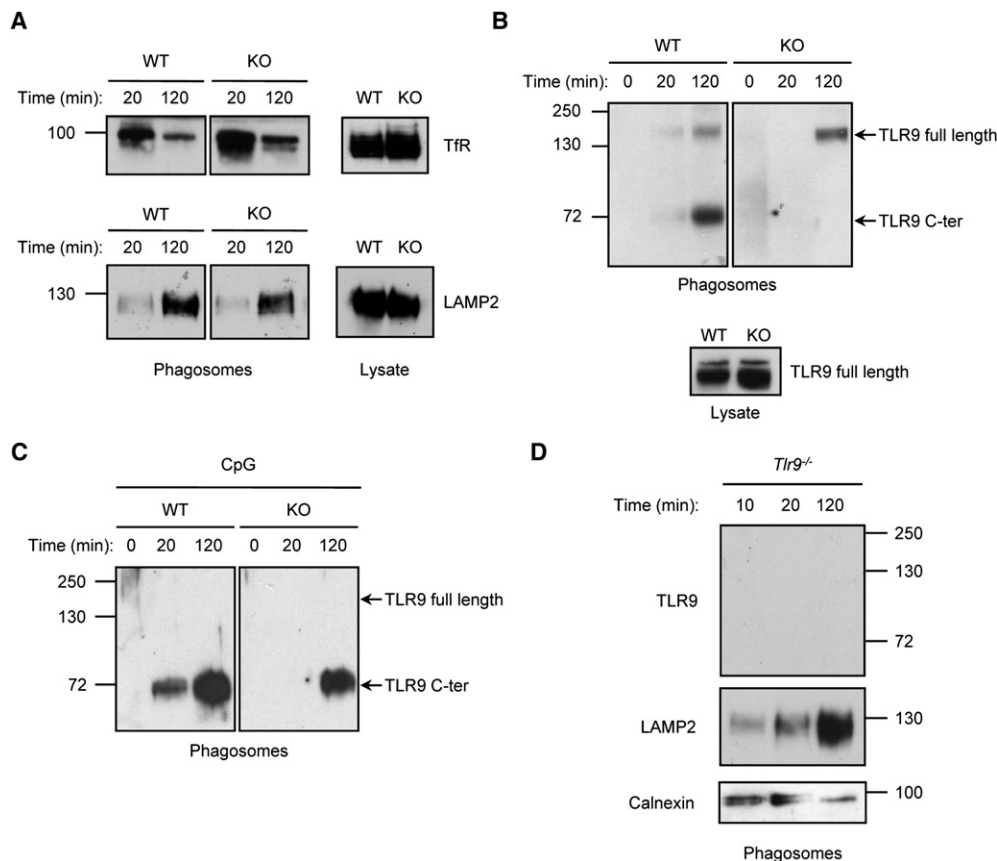 A
WT KO
Time (min): 20 120 20 120 WT KO
100 TfR
WT KO
Time (min): 20 120 20 120 WT KO
130 LAMP2
Phagosomes Lysate
B
WT KO
Time (min): 0 20 120 0 20 120
250
130 TLR9 full length
72 TLR9 C-ter
Phagosomes
WT KO
TLR9 full length
Lysate
C
CpG
WT KO
Time (min): 0 20 120 0 20 120
250 TLR9 full length
130
72 TLR9 C-ter
Phagosomes
D
Tlr9-/-
Time (min): 10 20 120
250
130
TLR9
72
LAMP2 130
Calnexin 100
Phagosomes